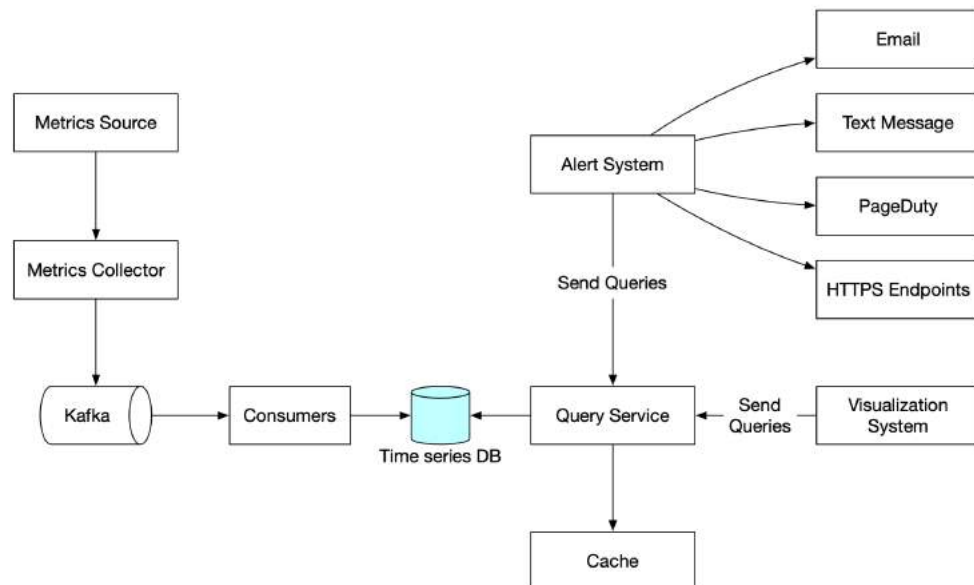 Email
Metrics Source
Text Message
Alert System
PageDuty
Metrics Collector
HTTPS Endpoints
Send Queries
Kafka
Consumers
Query Service
Send
Queries
Visualization
System
Time series DB
Cache